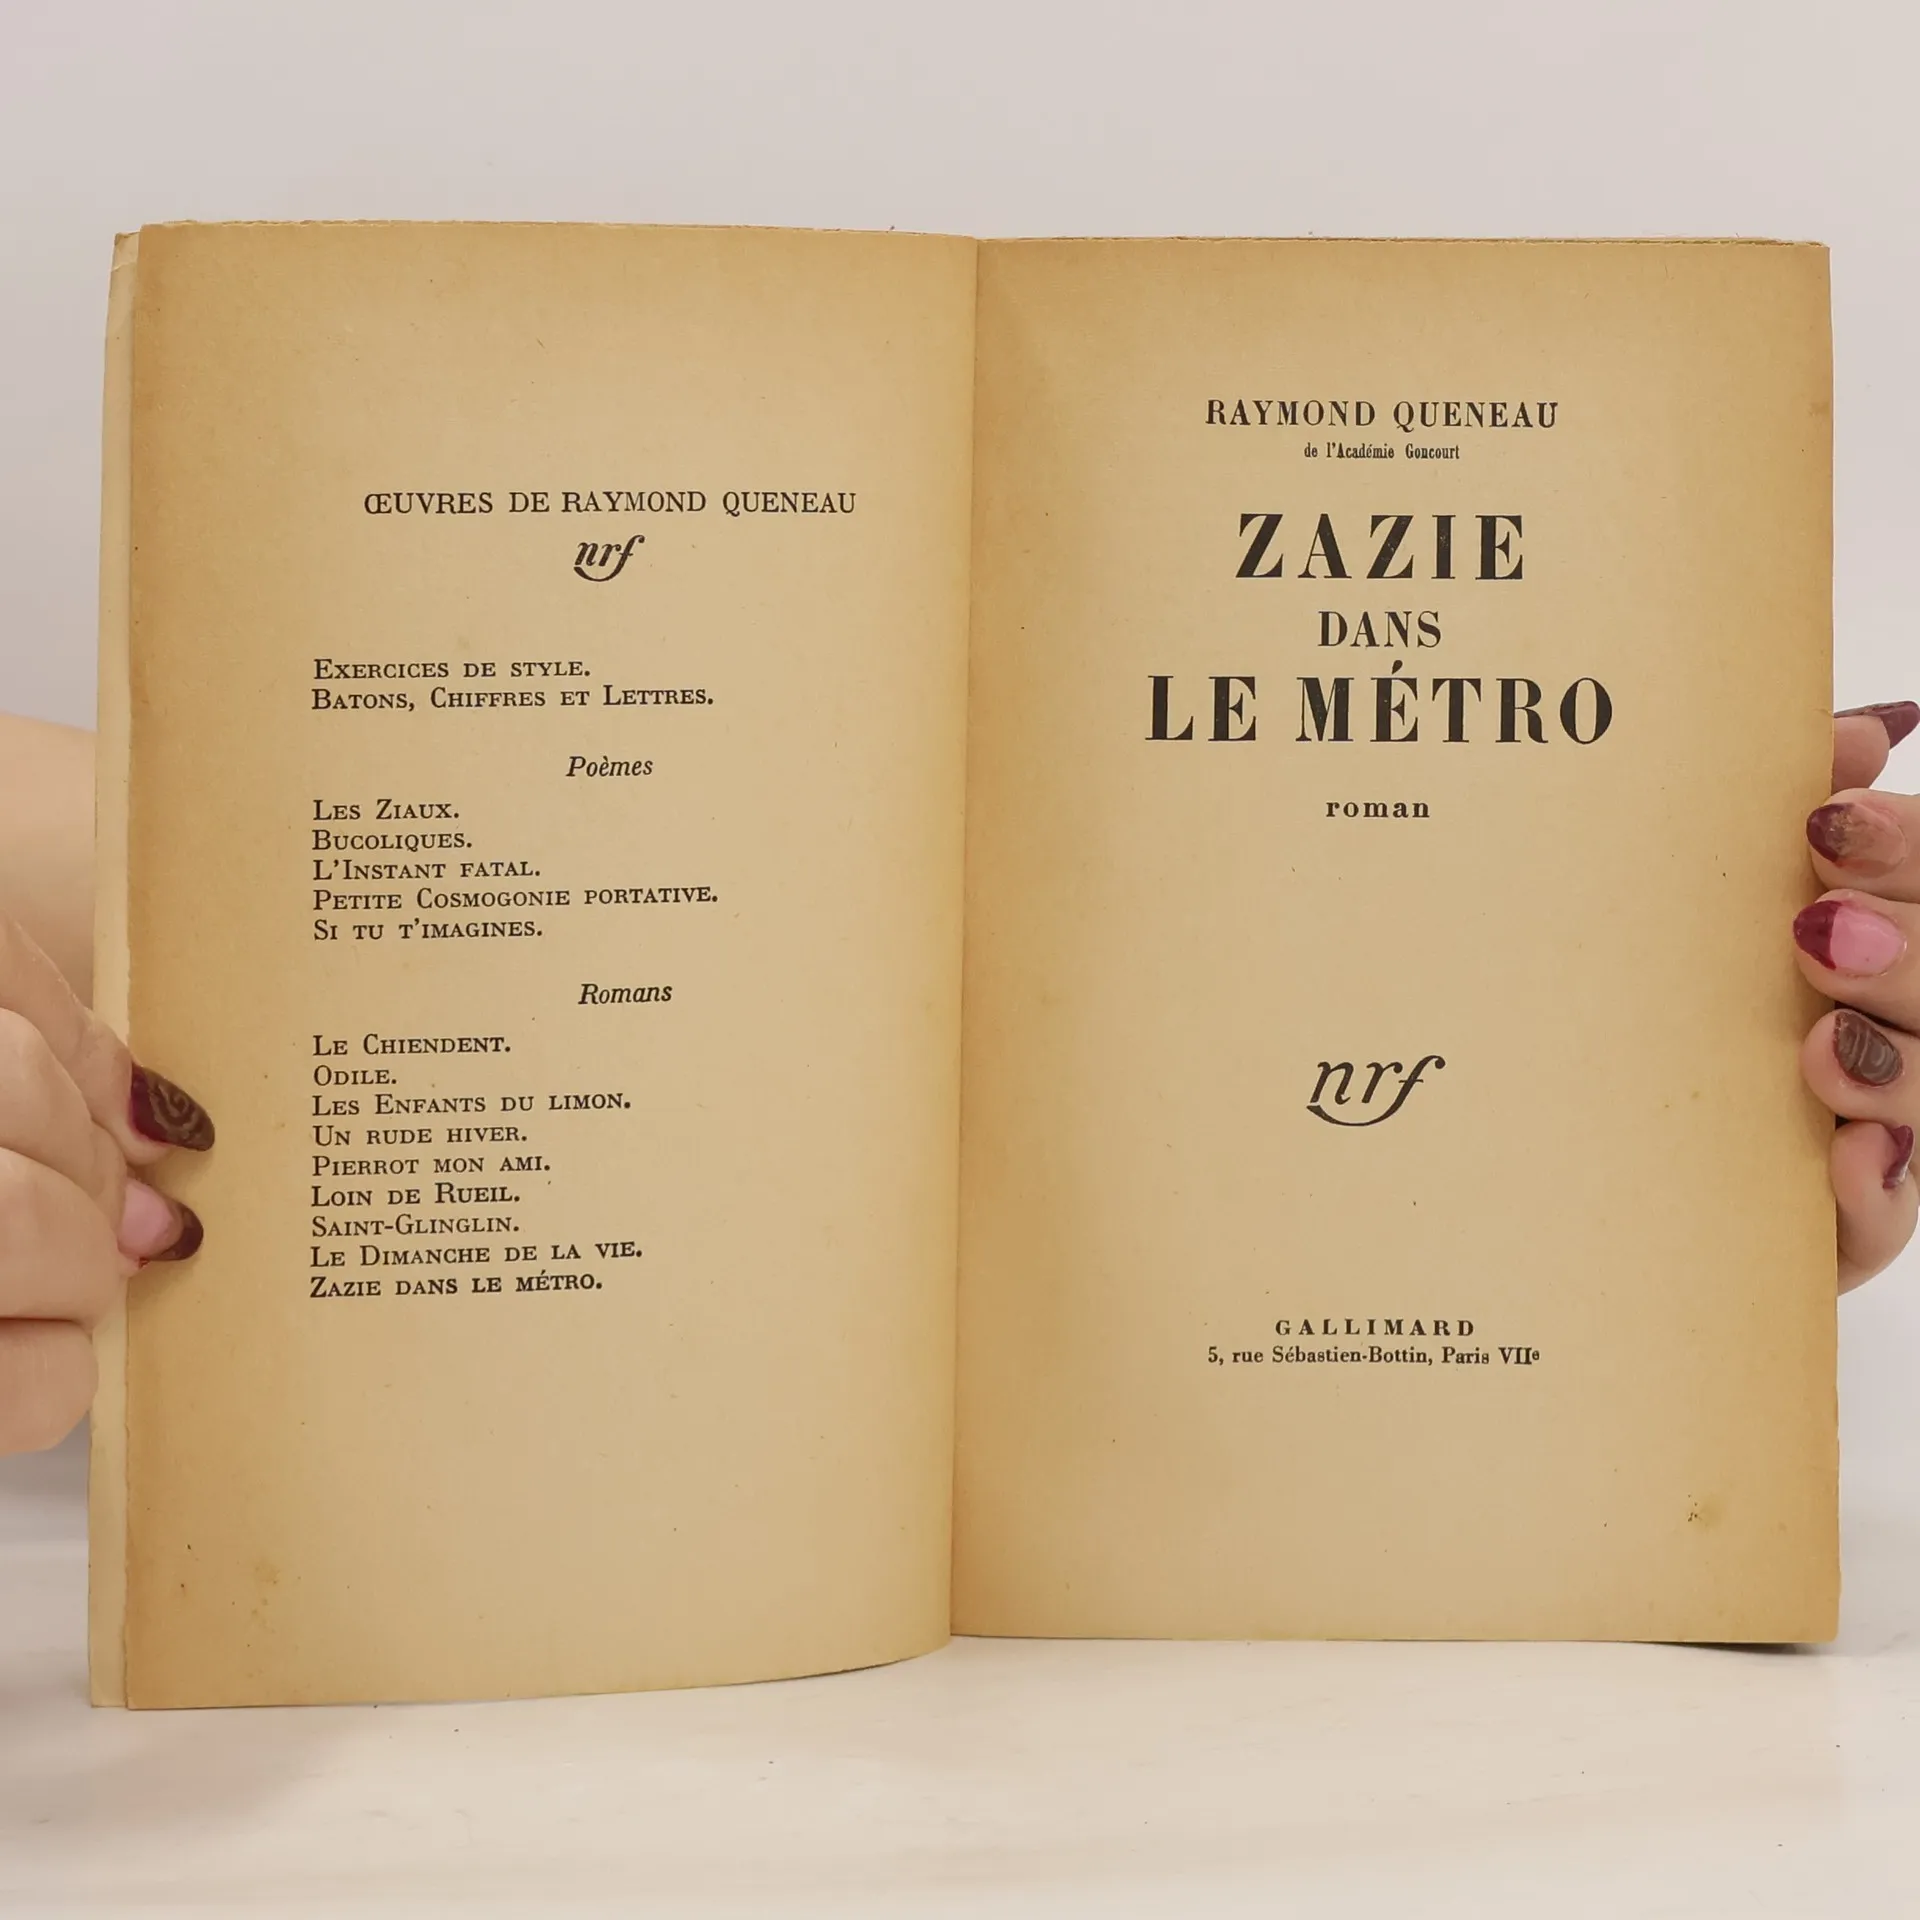 ŒUVRES DE RAYMOND QUENEAU
nrf
EXERCICES DE STYLE.
BATONS, CHIFFRES ET LETTRES.
Poèmes
LES ZIAUX.
BUCOLIQUES.
L'INSTANT FATAL.
PETITE COSMOGONIE PORTATIVE.
SI TU T'IMAGINES.
Romans
LE CHIENDENT.
ODILE.
LES ENFANTS DU LIMON.
UN RUDE HIVER.
PIERROT MON AMI.
LOIN DE RUEIL.
SAINT-GLINGLIN.
LE DIMANCHE DE LA VIE.
ZAZIE DANS LE MÉTRO.
RAYMOND QUENEAU
de l'Académie Goncourt
ZAZIE
DANS
LE MÉTRO
roman
nrf
GALLIMARD
5, rue Sébastien-Bottin, Paris VIIe